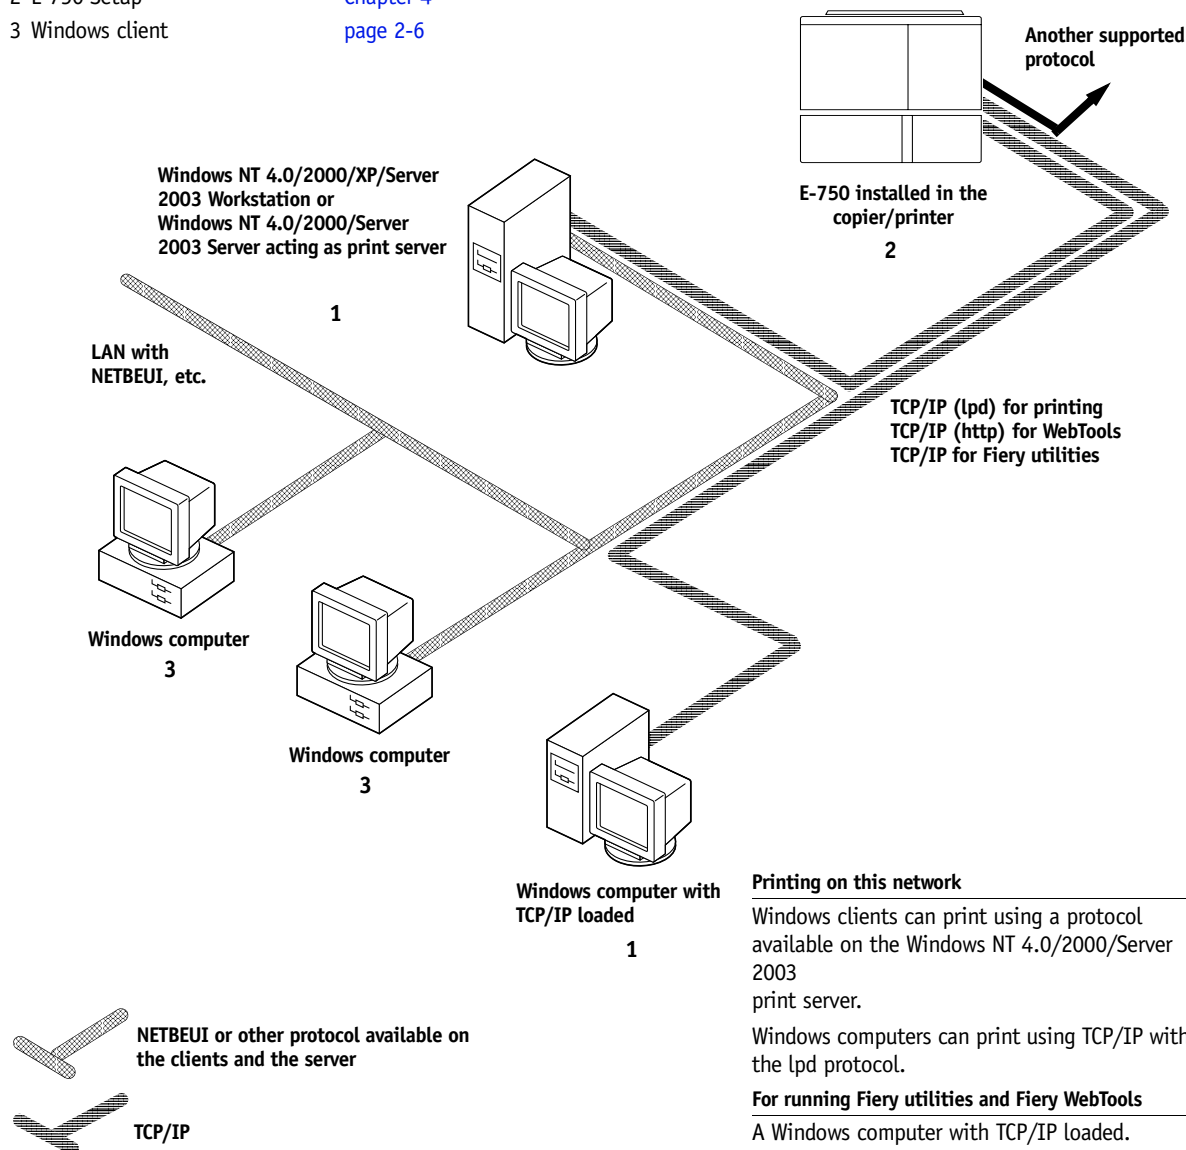 2 E-750 Setup Chapter 4
3 Windows client page 2-6
Another supported
protocol
Windows NT 4.0/2000/XP/Server
2003 Workstation or
Windows NT 4.0/2000/Server
2003 Server acting as print server
1
E-750 installed in the
copier/printer
2
LAN with
NETBEUI, etc.
TCP/IP (lpd) for printing
TCP/IP (http) for WebTools
TCP/IP for Fiery utilities
Windows computer
3
Windows computer
3
Windows computer with
TCP/IP loaded
1
Printing on this network
Windows clients can print using a protocol
available on the Windows NT 4.0/2000/Server
2003
print server.
Windows computers can print using TCP/IP with
the lpd protocol.
For running Fiery utilities and Fiery WebTools
A Windows computer with TCP/IP loaded.
NETBEUI or other protocol available on
the clients and the server
TCP/IP